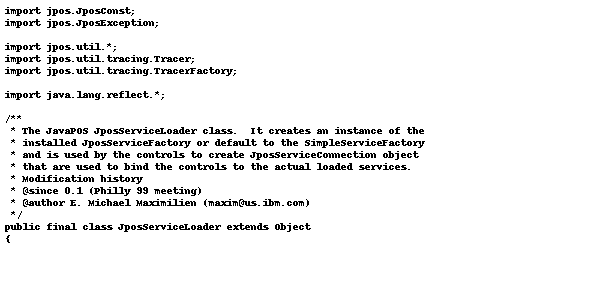 import jpos.JposConst;
import jpos.JposException;

import jpos.util.*;
import jpos.util.tracing.Tracer;
import jpos.util.tracing.TracerFactory;

import java.lang.reflect.*;

/**
 * The JavaPOS JposServiceLoader class.  It creates an instance of the
 * installed JposServiceFactory or default to the SimpleServiceFactory
 * and is used by the controls to create JposServiceConnection object
 * that are used to bind the controls to the actual loaded services.
 * Modification history
 * @since 0.1 (Philly 99 meeting)
 * @author E. Michael Maximilien (maxim@us.ibm.com)
 */
public final class JposServiceLoader extends Object
{